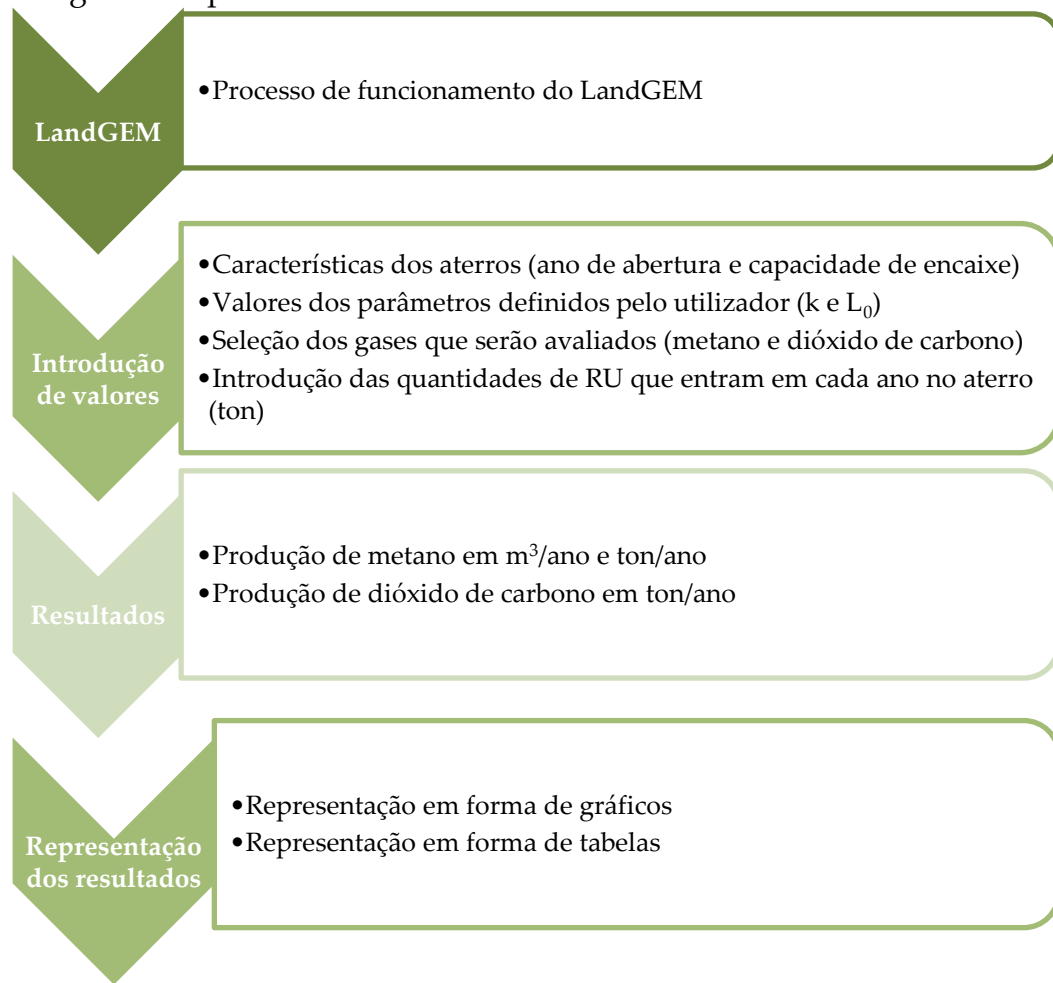 LandGEM
•Processo de funcionamento do LandGEM
Introdução
de valores
•Características dos aterros (ano de abertura e capacidade de encaixe)
•Valores dos parâmetros definidos pelo utilizador (k e L₀)
•Seleção dos gases que serão avaliados (metano e dióxido de carbono)
•Introdução das quantidades de RU que entram em cada ano no aterro
(ton)
Resultados
•Produção de metano em m³/ano e ton/ano
•Produção de dióxido de carbono em ton/ano
Representação
dos resultados
•Representação em forma de gráficos
•Representação em forma de tabelas